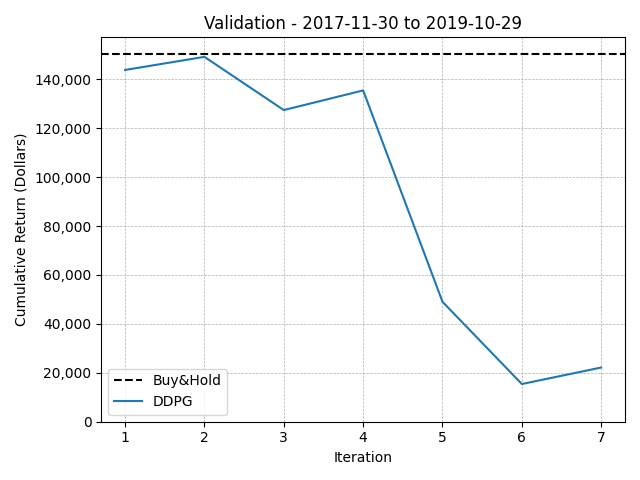 Validation - 2017-11-30 to 2019-10-29
Cumulative Return (Dollars)
140,000
120,000
100,000
80,000
60,000
40,000
20,000
0
Buy&Hold
DDPG
1 2 3 4 5 6 7
Iteration